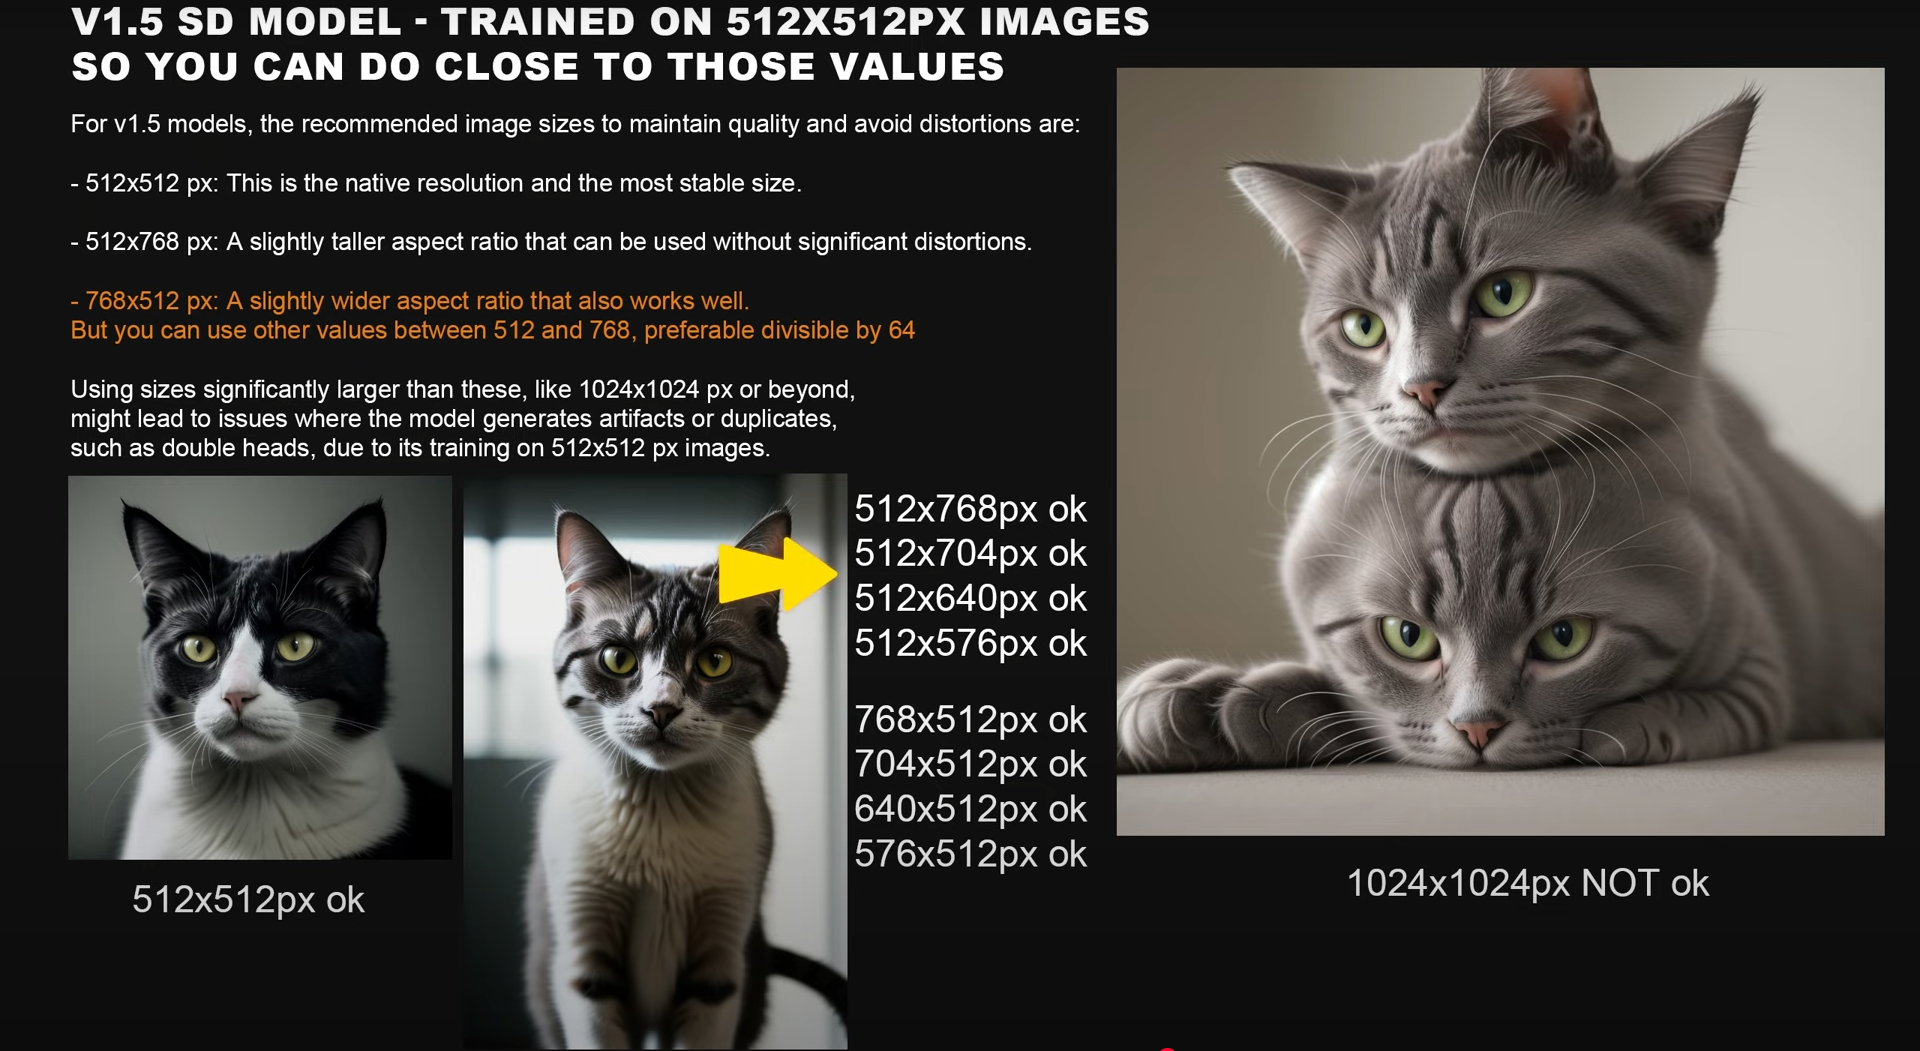 V1.5 SD MODEL - TRAINED ON 512X512PX IMAGES
SO YOU CAN DO CLOSE TO THOSE VALUES
For v1.5 models, the recommended image sizes to maintain quality and avoid distortions are:
- 512x512 px: This is the native resolution and the most stable size.
- 512x768 px: A slightly taller aspect ratio that can be used without significant distortions.
- 768x512 px: A slightly wider aspect ratio that also works well.
But you can use other values between 512 and 768, preferable divisible by 64
Using sizes significantly larger than these, like 1024x1024 px or beyond,
might lead to issues where the model generates artifacts or duplicates,
such as double heads, due to its training on 512x512 px images.
512x512px ok
512x768px ok
512x704px ok
512x640px ok
512x576px ok
768x512px ok
704x512px ok
640x512px ok
576x512px ok
1024x1024px NOT ok